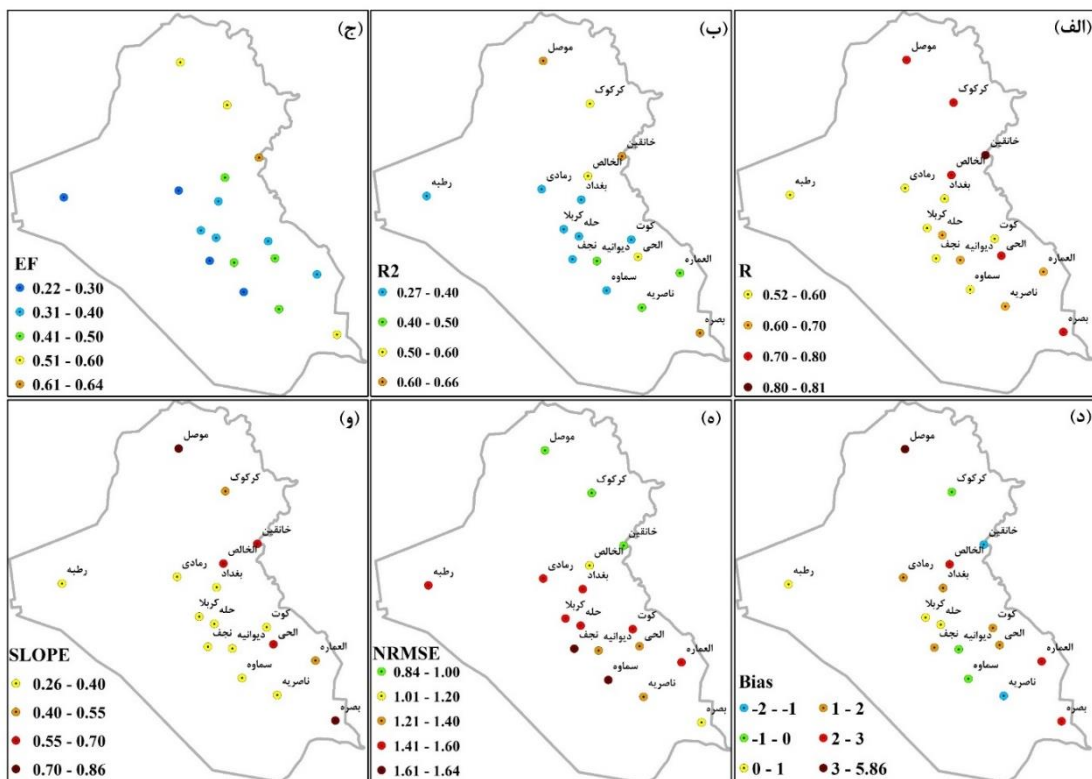 (الف)
موصل
کرکوک
خانقین
الخالص
رمادی
بغداد
رطبه
کربلا
حله
کوت
نجف
دیوانیه
الحی
سماوه
العماره
ناصریه
بصره
R
0.52 - 0.60
0.60 - 0.70
0.70 - 0.80
0.80 - 0.81
(ب)
موصل
کرکوک
خانقین
الخالص
رمادی
بغداد
رطبه
کربلا
حله
کوت
نجف
دیوانیه
الحی
سماوه
العماره
ناصریه
بصره
R2
0.27 - 0.40
0.40 - 0.50
0.50 - 0.60
0.60 - 0.66
(ج)
EF
0.22 - 0.30
0.31 - 0.40
0.41 - 0.50
0.51 - 0.60
0.61 - 0.64
(د)
موصل
کرکوک
خانقین
الخالص
رمادی
بغداد
رطبه
کربلا
حله
کوت
نجف
دیوانیه
الحی
سماوه
العماره
ناصریه
بصره
Bias
-2 - -1
-1 - 0
0 - 1
1 - 2
2 - 3
3 - 5.86
(ه)
موصل
کرکوک
خانقین
الخالص
رمادی
بغداد
رطبه
کربلا
حله
کوت
نجف
دیوانیه
الحی
سماوه
العماره
ناصریه
بصره
NRMSE
0.84 - 1.00
1.01 - 1.20
1.21 - 1.40
1.41 - 1.60
1.61 - 1.64
(و)
موصل
کرکوک
خانقین
الخالص
رمادی
بغداد
رطبه
کربلا
حله
کوت
نجف
دیوانیه
الحی
سماوه
العماره
ناصریه
بصره
SLOPE
0.26 - 0.40
0.40 - 0.55
0.55 - 0.70
0.70 - 0.86